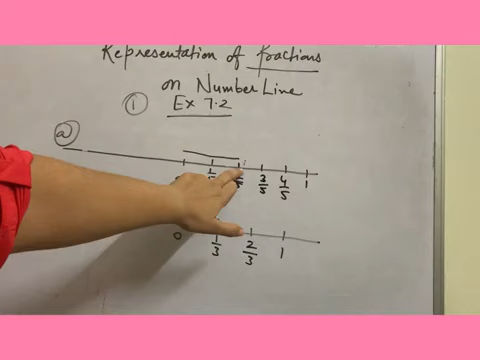 Representation of fractions
on Number Line
① Ex 7.2
a
3/5 4/5 1
0 1/3 2/3 1